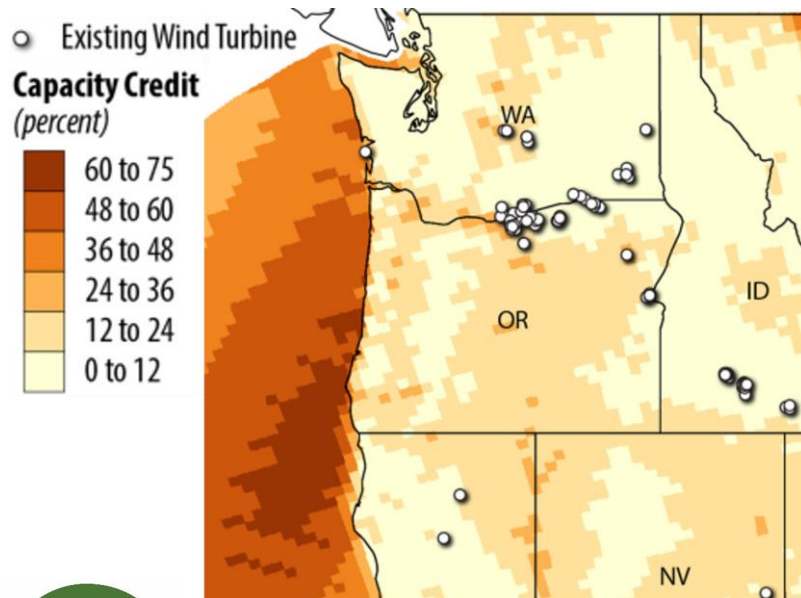 Existing Wind Turbine
Capacity Credit
(percent)
60 to 75
48 to 60
36 to 48
24 to 36
12 to 24
0 to 12
WA
OR
ID
NV